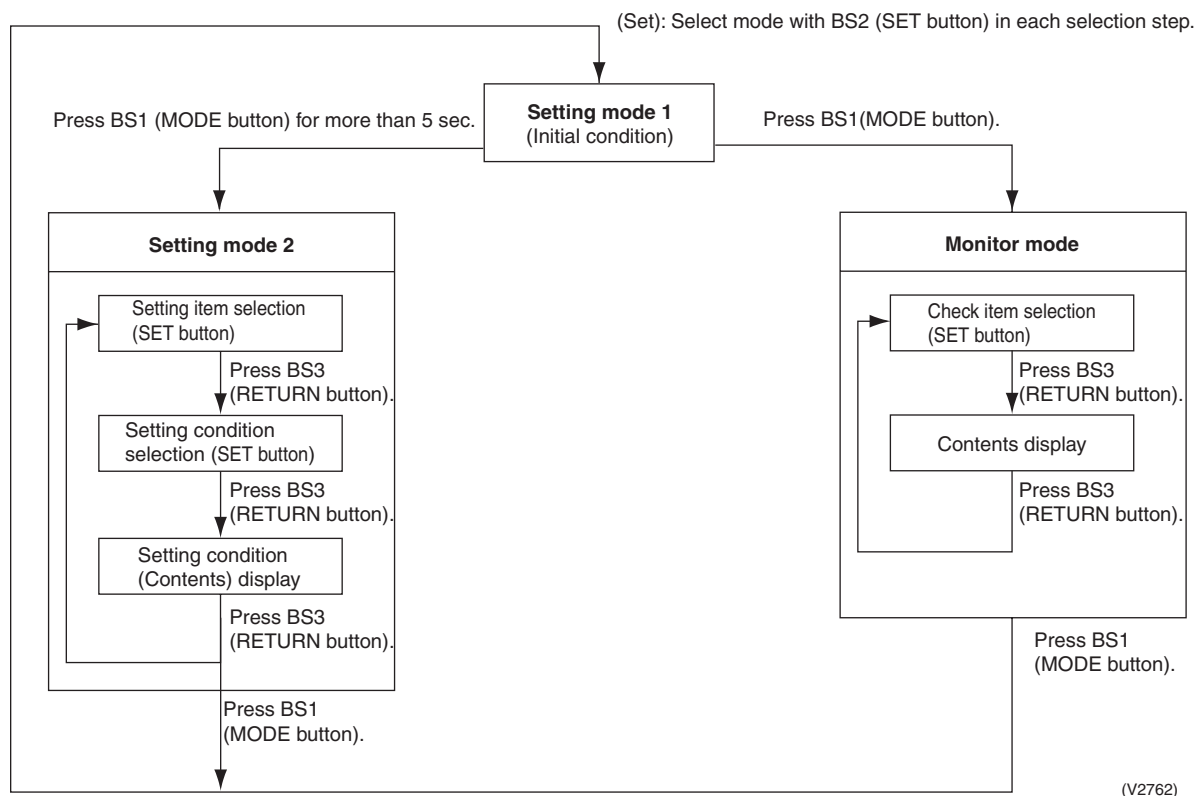 (Set): Select mode with BS2 (SET button) in each selection step.
Setting mode 1
(Initial condition)
Press BS1 (MODE button) for more than 5 sec.
Press BS1(MODE button).
Setting mode 2
Setting item selection
(SET button)
Press BS3
(RETURN button).
Setting condition
selection (SET button)
Press BS3
(RETURN button).
Setting condition
(Contents) display
Press BS3
(RETURN button).
Press BS1
(MODE button).
Monitor mode
Check item selection
(SET button)
Press BS3
(RETURN button).
Contents display
Press BS3
(RETURN button).
Press BS1
(MODE button).
(V2762)